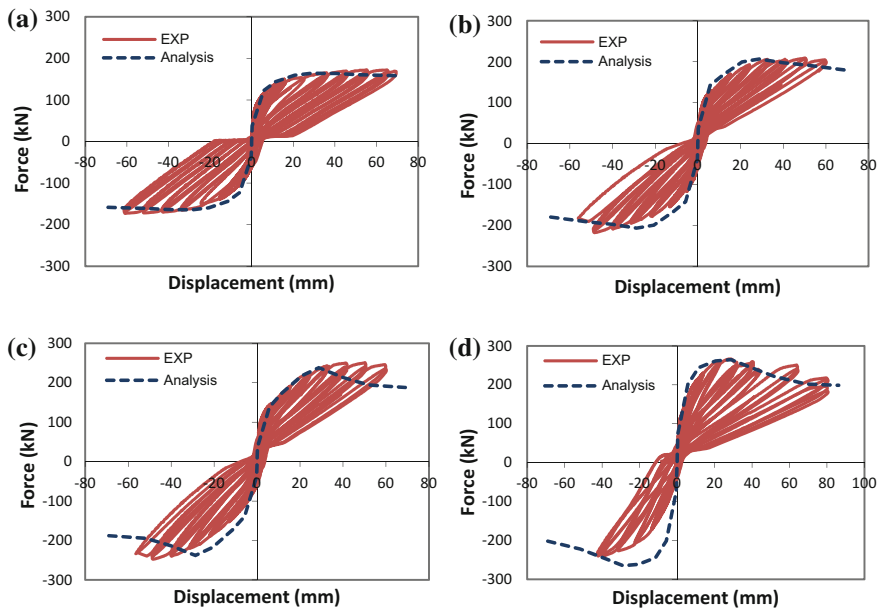 (a)
300
200
100
0
-100
-200
-300
-80 -60 -40 -20 0 20 40 60 80
EXP
Analysis
Force (kN)
Displacement (mm)
(b)
300
200
100
0
-100
-200
-300
-80 -60 -40 -20 0 20 40 60 80
EXP
Analysis
Force (kN)
Displacement (mm)
(c)
300
200
100
0
-100
-200
-300
-80 -60 -40 -20 0 20 40 60 80
EXP
Analysis
Force (kN)
Displacement (mm)
(d)
300
200
100
0
-100
-200
-300
-80 -60 -40 -20 0 20 40 60 80 100
EXP
Analysis
Force (kN)
Displacement (mm)